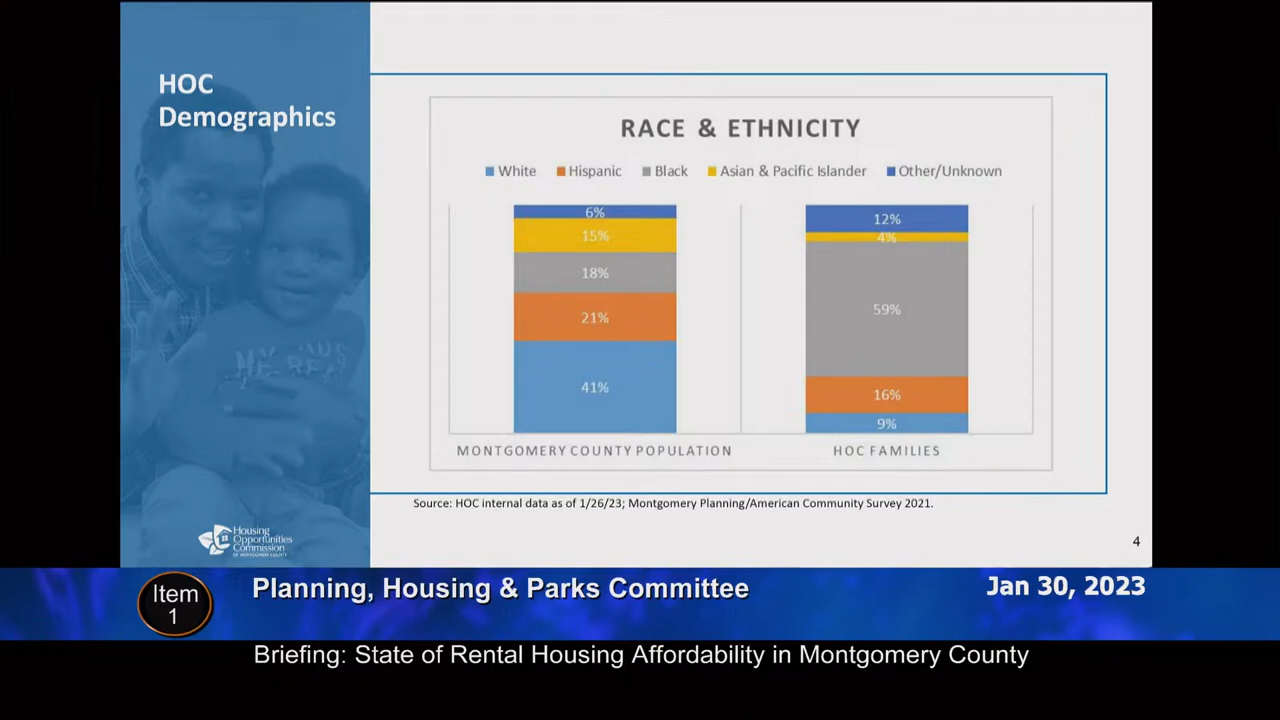 HOC
Demographics
RACE & ETHNICITY
White Hispanic Black Asian & Pacific Islander Other/Unknown
6%
15%
18%
21%
41%
12%
4%
59%
16%
9%
MONTGOMERY COUNTY POPULATION HOC FAMILIES
Source: HOC internal data as of 1/26/23; Montgomery Planning/American Community Survey 2021.
Housing
Opportunities
Commission
OF MONTGOMERY COUNTY
4
Item
1
Planning, Housing & Parks Committee
Jan 30, 2023
Briefing: State of Rental Housing Affordability in Montgomery County